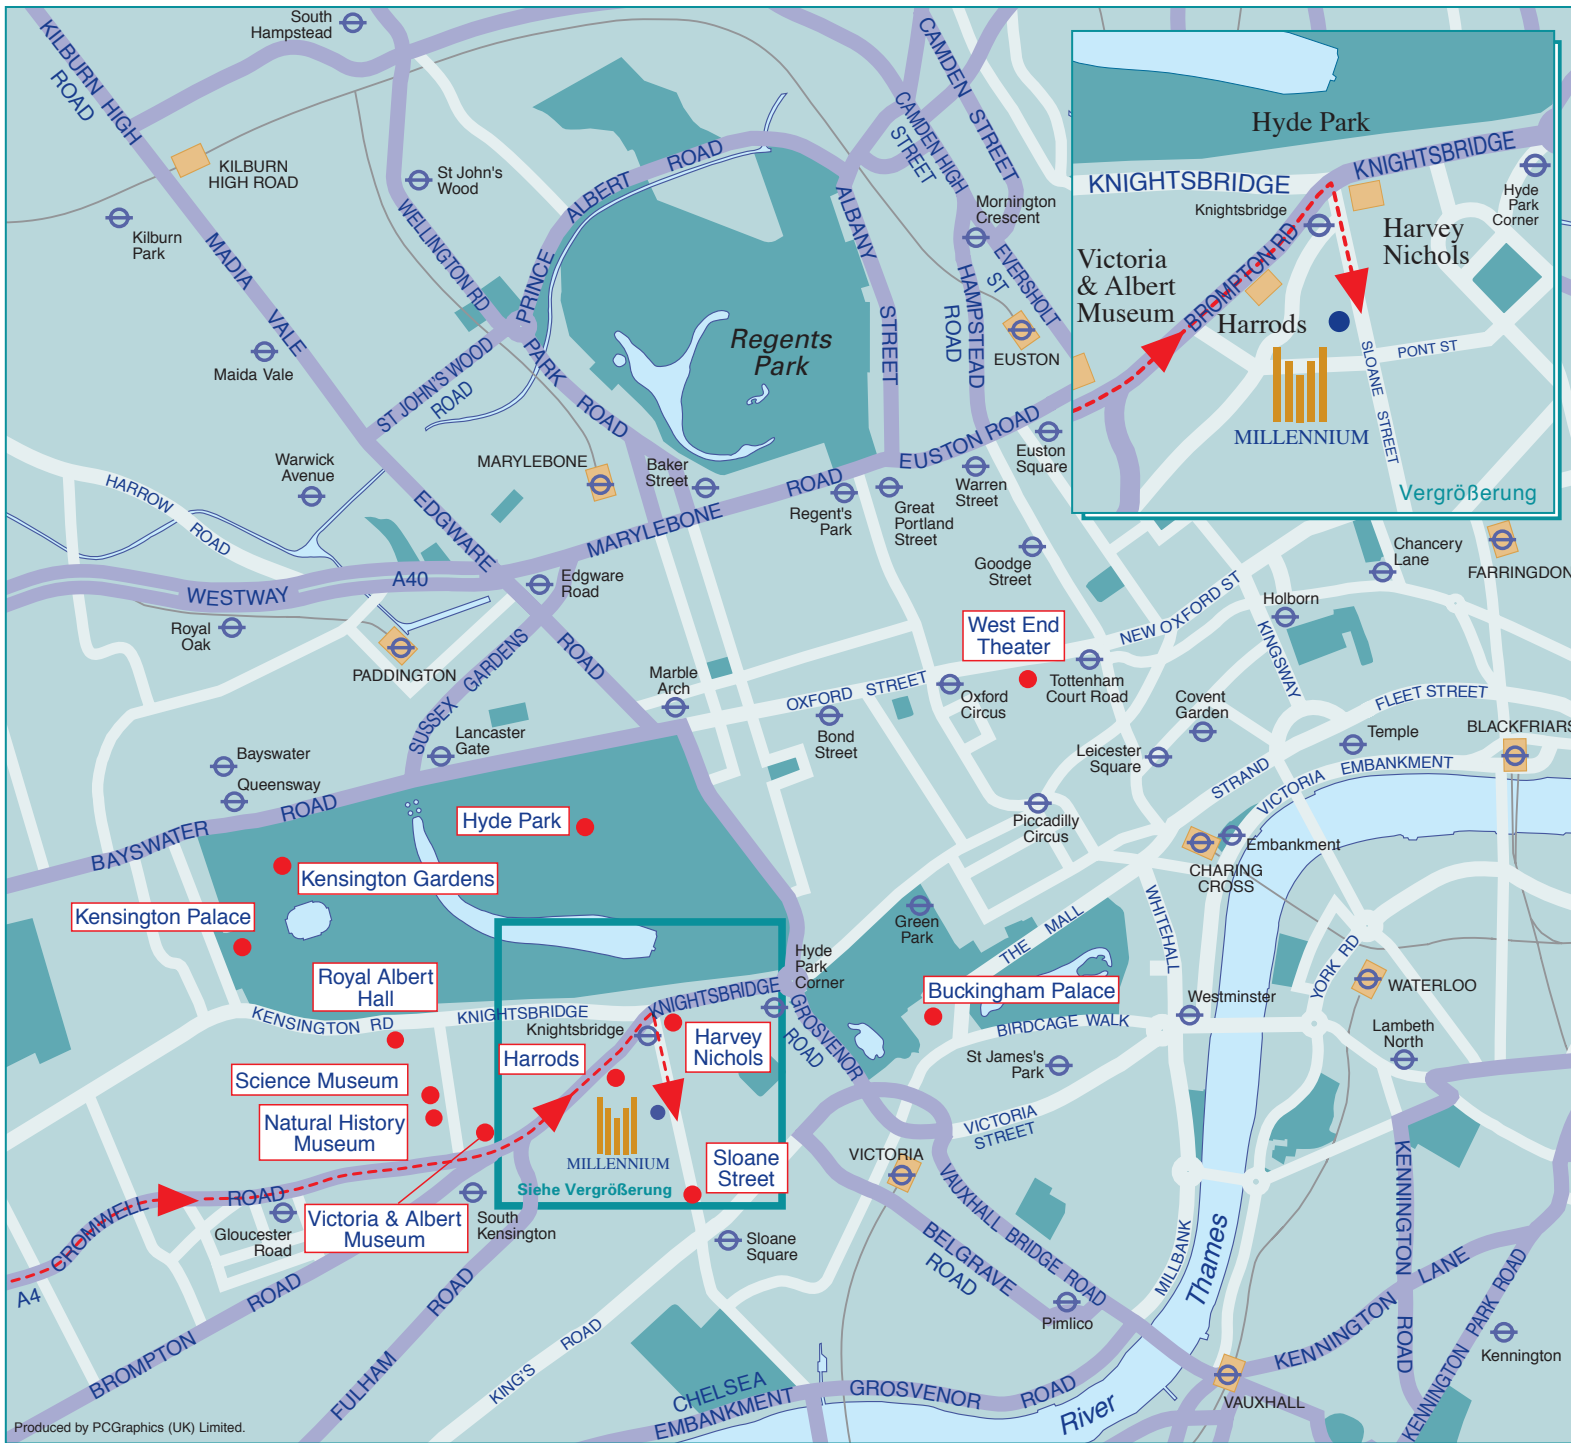 South
Hampstead
KILBURN HIGH
ROAD
KILBURN
HIGH ROAD
Kilburn
Park
St John's
Wood
WELLINGTON RD
PRINCE
ALBERT
ROAD
CAMDEN
STREET
CAMDEN HIGH
STREET
Mornington
Crescent
ALBANY
STREET
HAMPSTEAD
ROAD
EVERSHOLT
ST
EUSTON
MADIA
VALE
Maida Vale
Regents
Park
ST JOHN'S WOOD
ROAD
PARK
ROAD
Hyde Park
KNIGHTSBRIDGE
KNIGHTSBRIDGE
Knightsbridge
Hyde
Park
Corner
Harvey
Nichols
Victoria
& Albert
Museum
BROMPTON RD
Harrods
SLOANE
STREET
PONT ST
MILLENNIUM
Vergrößerung
Warwick
Avenue
MARYLEBONE
Baker
Street
EUSTON ROAD
Euston
Square
Warren
Street
Regent's
Park
Great
Portland
Street
Goodge
Street
HARROW
ROAD
EDGWARE
ROAD
MARYLEBONE
ROAD
WESTWAY
A40
Edgware
Road
Royal
Oak
PADDINGTON
SUSSEX GARDENS
Lancaster
Gate
Marble
Arch
OXFORD
STREET
Bond
Street
Oxford
Circus
West End
Theater
Tottenham
Court Road
NEW OXFORD ST
Holborn
KINGSWAY
Chancery
Lane
FARRINGDON
Covent
Garden
Leicester
Square
FLEET STREET
Temple
BLACKFRIARS
STRAND
VICTORIA
EMBANKMENT
Bayswater
Queensway
BAYSWATER
ROAD
Hyde Park
Kensington Gardens
Kensington Palace
Piccadilly
Circus
Embankment
CHARING
CROSS
WHITEHALL
Green
Park
THE MALL
Hyde
Park
Corner
Royal Albert
Hall
KENSINGTON RD
KNIGHTSBRIDGE
KNIGHTSBRIDGE
Knightsbridge
Harrods
Harvey
Nichols
GROSVENOR
ROAD
Buckingham Palace
BIRDCAGE WALK
Westminster
YORK RD
WATERLOO
Lambeth
North
St James's
Park
Science Museum
Natural History
Museum
MILLENNIUM
Siehe Vergrößerung
Sloane
Street
VICTORIA
VICTORIA
STREET
CROMWELL
ROAD
A4
Gloucester
Road
Victoria & Albert
Museum
South
Kensington
Sloane
Square
VAUXHALL BRIDGE ROAD
BELGRAVE
ROAD
Pimlico
MILLBANK
River
Thames
KENNINGTON
ROAD
KENNINGTON
LANE
KENNINGTON PARK ROAD
Kennington
VAUXHALL
BROMPTON
ROAD
FULHAM
ROAD
KING'S
ROAD
CHELSEA
EMBANKMENT
GROSVENOR
ROAD
Produced by PCGraphics (UK) Limited.